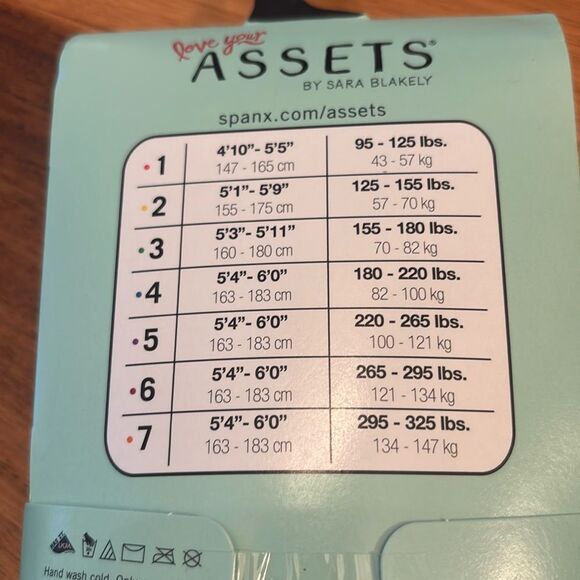 love your
ASSETS®
BY SARA BLAKELY
spanx.com/assets
1 4'10"- 5'5" 95 - 125 lbs.
147 - 165 cm 43 - 57 kg
2 5'1"- 5'9" 125 - 155 lbs.
155 - 175 cm 57 - 70 kg
3 5'3"- 5'11" 155 - 180 lbs.
160 - 180 cm 70 - 82 kg
4 5'4"- 6'0" 180 - 220 lbs.
163 - 183 cm 82 - 100 kg
5 5'4"- 6'0" 220 - 265 lbs.
163 - 183 cm 100 - 121 kg
6 5'4"- 6'0" 265 - 295 lbs.
163 - 183 cm 121 - 134 kg
7 5'4"- 6'0" 295 - 325 lbs.
163 - 183 cm 134 - 147 kg
Hand wash cold.